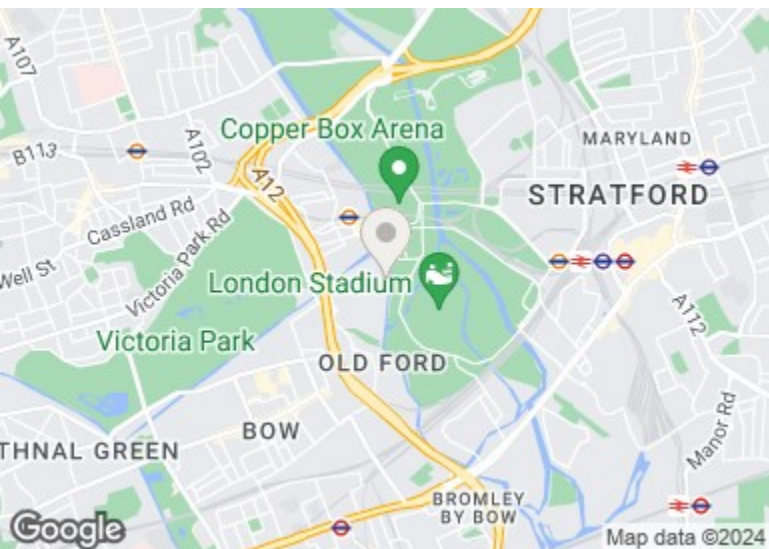 A107
A102
B113
A12
Copper Box Arena
MARYLAND
STRATFORD
Cassland Rd
Victoria Park Rd
Well St
London Stadium
A112
Victoria Park
OLD FORD
BOW
THNAL GREEN
Manor Rd
BROMLEY
BY BOW
Google
Map data ©2024